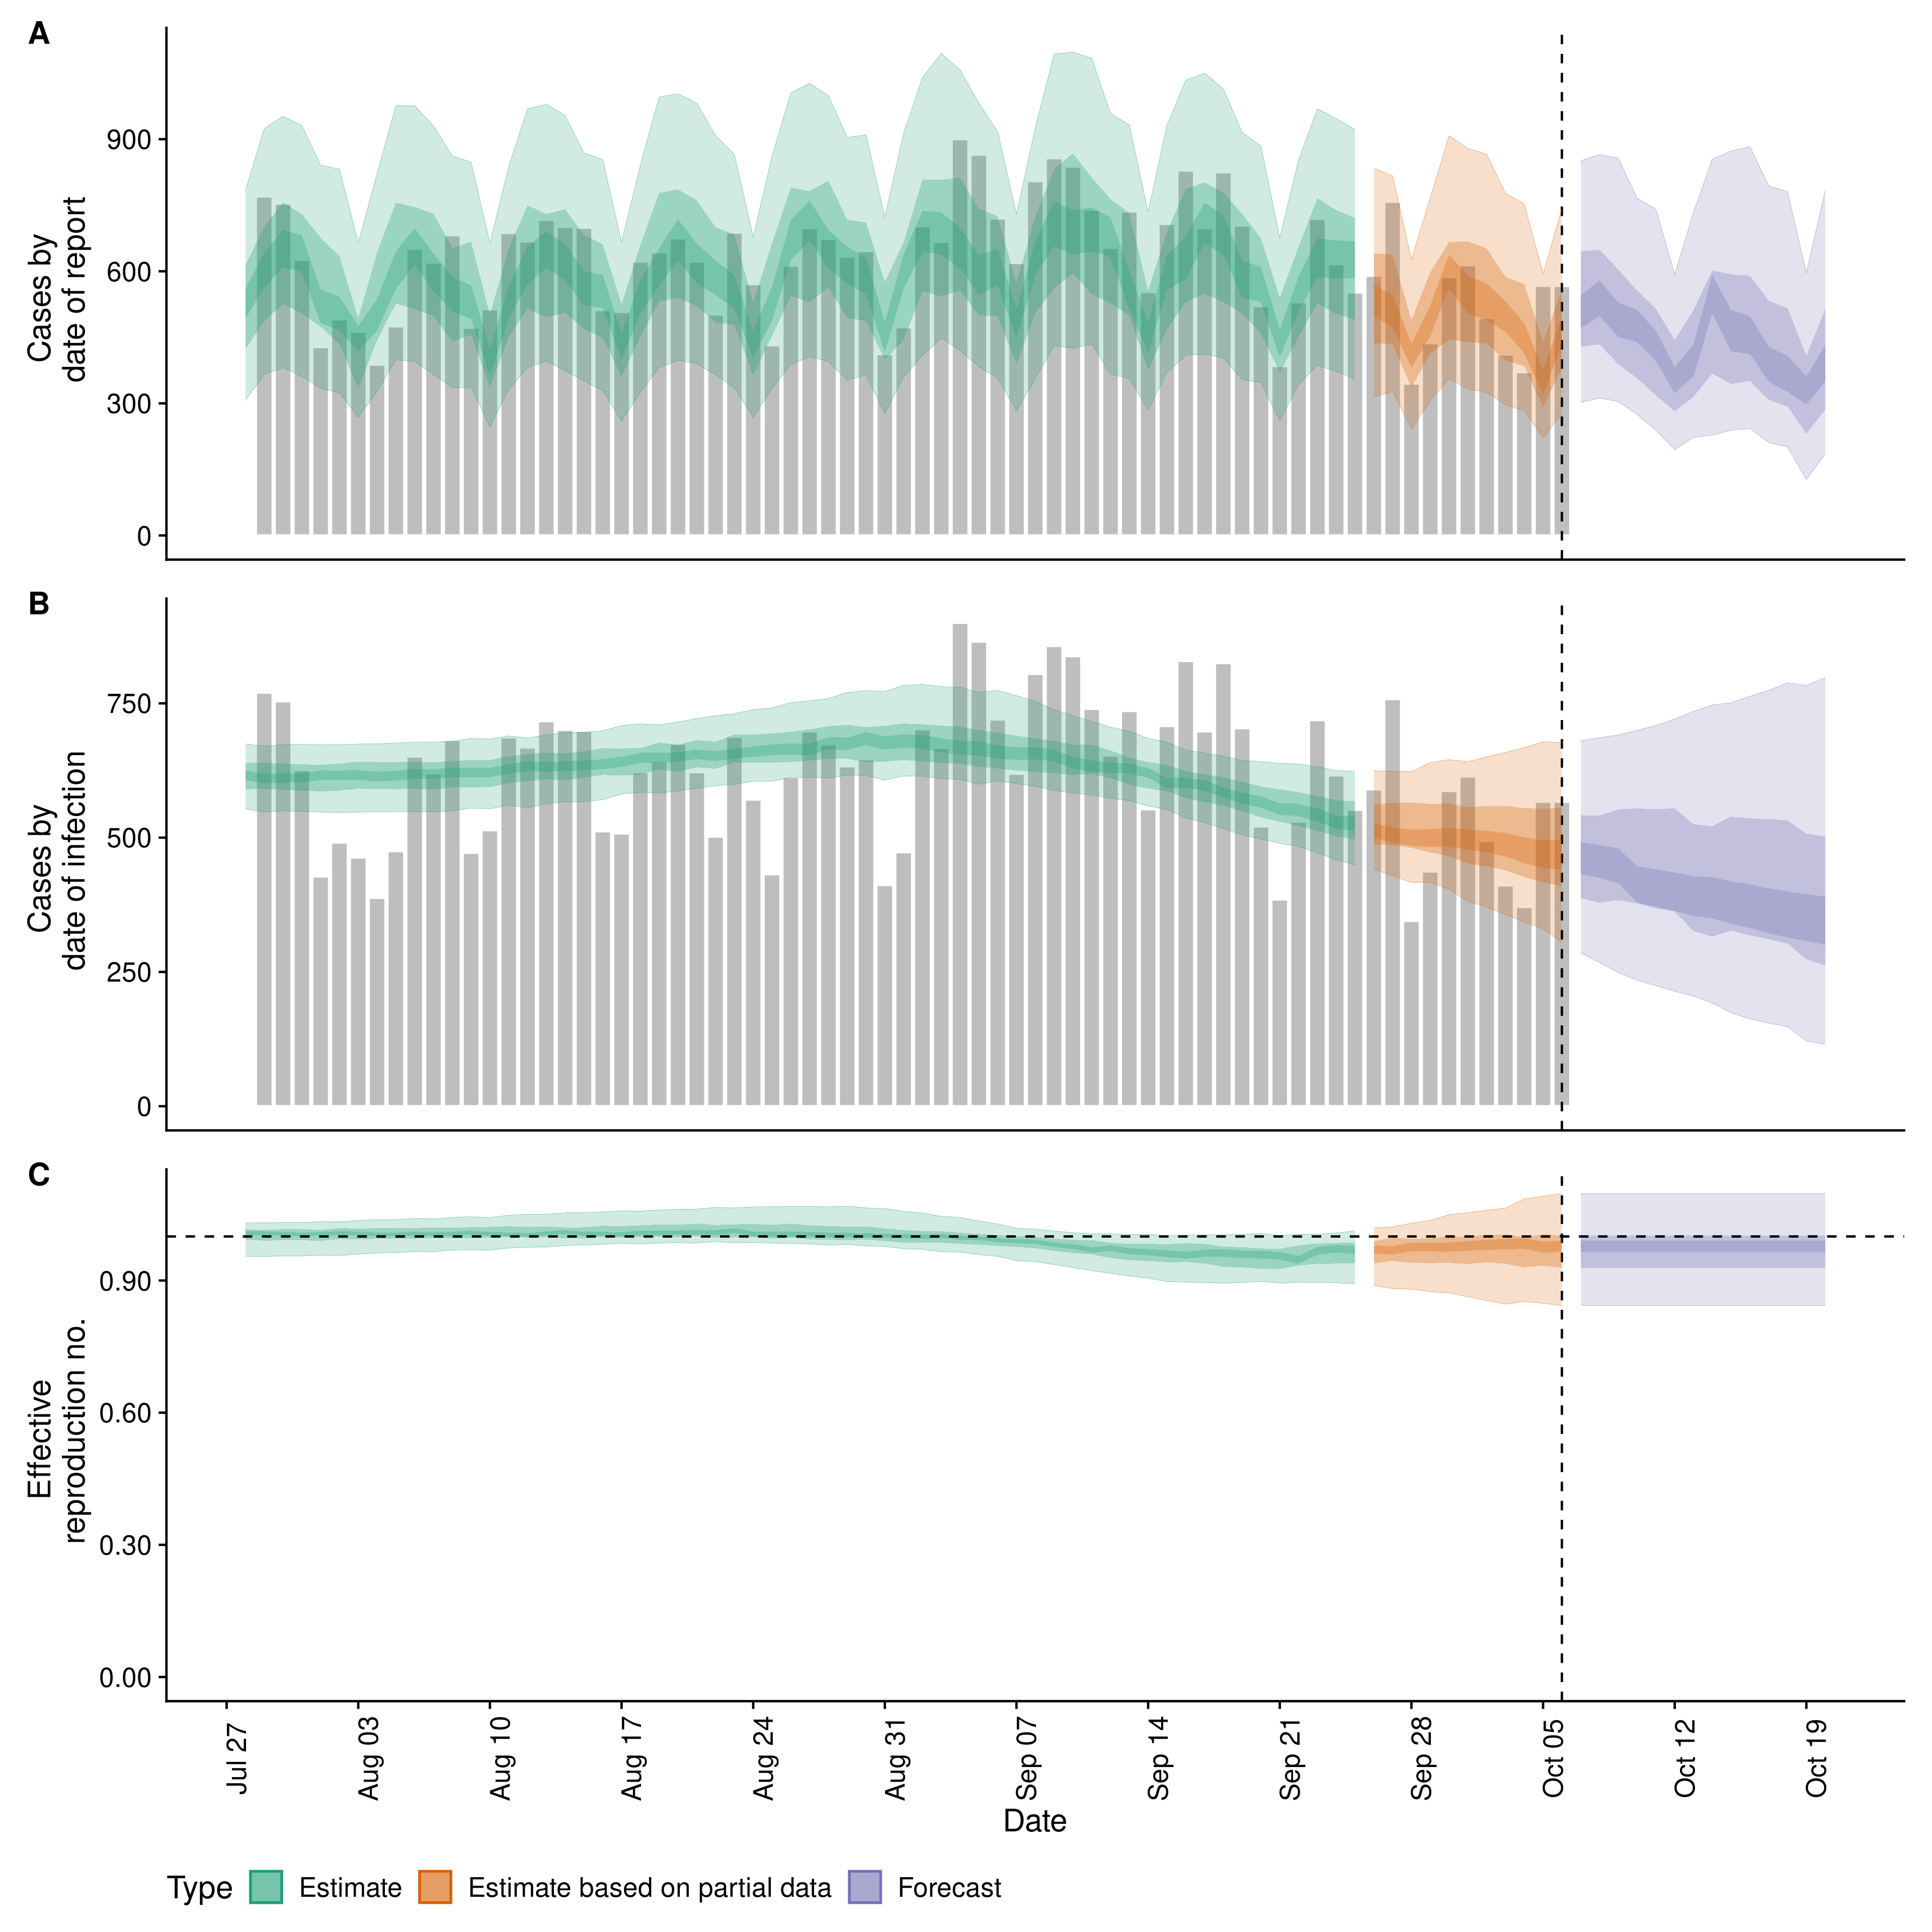 A
Cases by
date of report
900
600
300
0
B
Cases by
date of infection
750
500
250
0
C
Effective
reproduction no.
0.90
0.60
0.30
0.00
Jul 27
Aug 03
Aug 10
Aug 17
Aug 24
Aug 31
Sep 07
Sep 14
Sep 21
Sep 28
Oct 05
Oct 12
Oct 19
Date
Type Estimate Estimate based on partial data Forecast